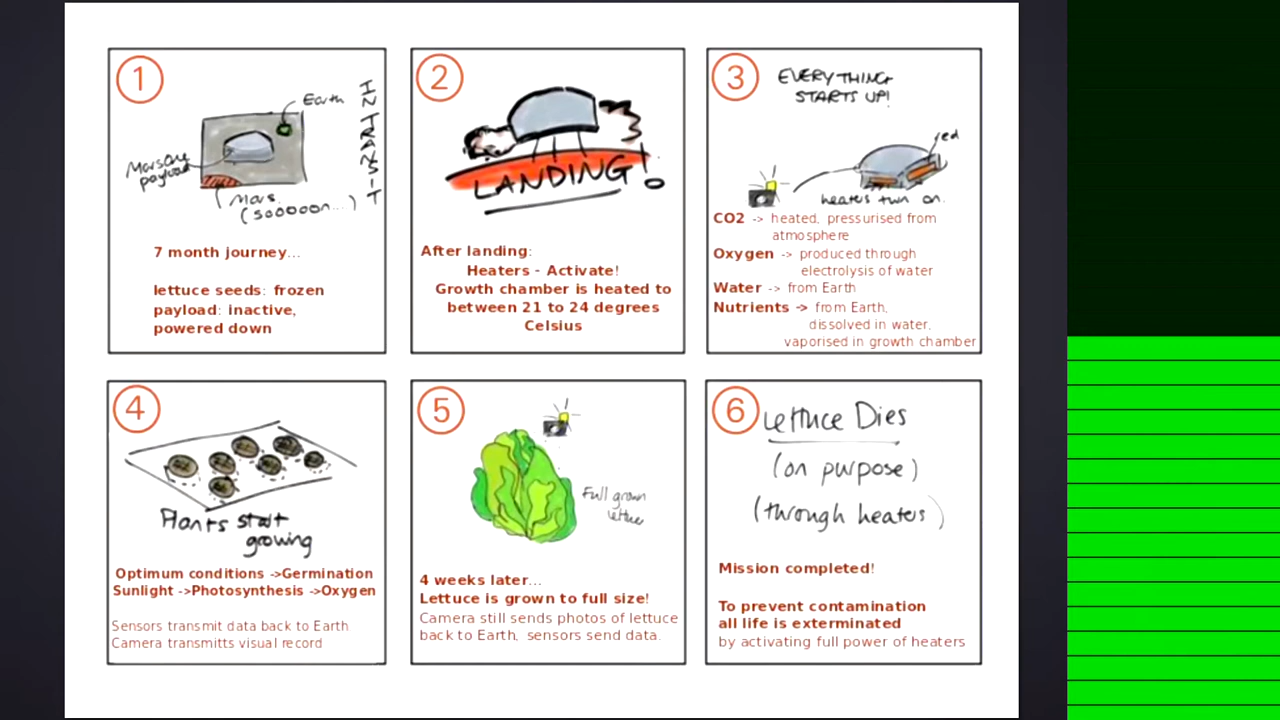 1
INTRANSIT
Earth
MarsOne
payload
Mars
(sooooon...)
7 month journey...
lettuce seeds: frozen
payload: inactive,
powered down
2
LANDING!
After landing:
Heaters - Activate!
Growth chamber is heated to
between 21 to 24 degrees
Celsius
3
EVERYTHING
STARTS UP!
red
heaters turn on.
CO2 -> heated, pressurised from
atmosphere
Oxygen -> produced through
electrolysis of water
Water -> from Earth
Nutrients -> from Earth,
dissolved in water,
vaporised in growth chamber
4
Plants start
growing
Optimum conditions ->Germination
Sunlight ->Photosynthesis ->Oxygen
Sensors transmit data back to Earth
Camera transmitts visual record
5
Full grown
lettuce
4 weeks later...
Lettuce is grown to full size!
Camera still sends photos of lettuce
back to Earth, sensors send data.
6
Lettuce Dies
(on purpose)
(through heaters)
Mission completed!
To prevent contamination
all life is exterminated
by activating full power of heaters